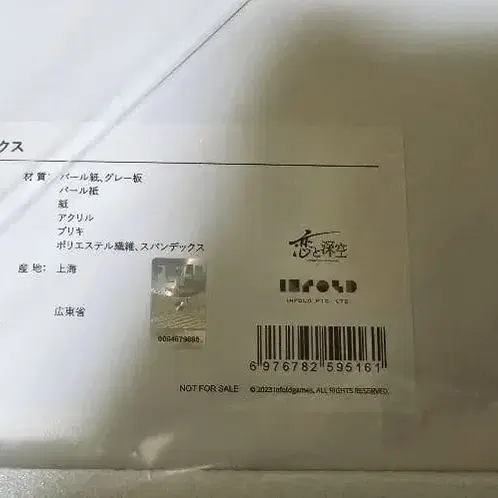 クス
材 質: パール紙、グレー板
パール紙
紙
アクリル
ブリキ
ポリエステル繊維、スパンデックス
産 地: 上海
広東省
恋と深空
INFOLD
INFOLD PTE. LTD.
0084679888
6 976782 595161
NOT FOR SALE © 2023 Infoldgames, ALL RIGHTS RESERVED.